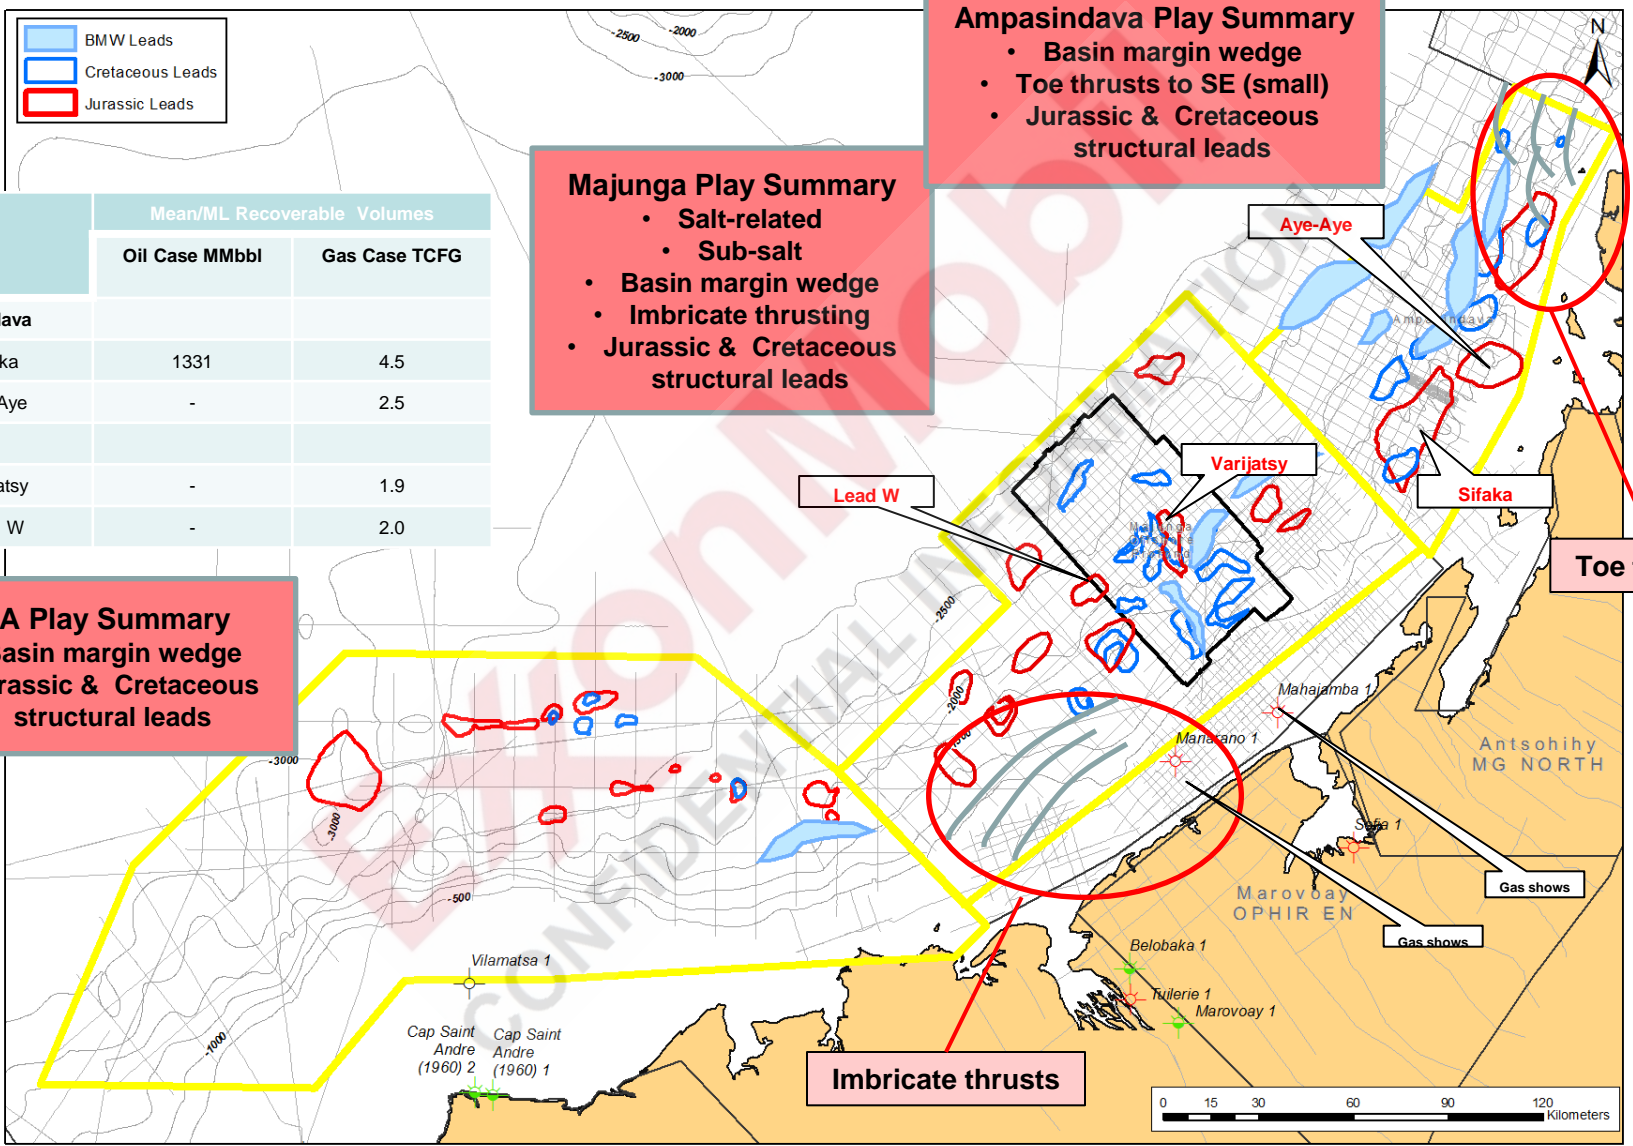 BMW Leads
Cretaceous Leads
Jurassic Leads
-2500
-2000
-3000
Ampasindava Play Summary
• Basin margin wedge
• Toe thrusts to SE (small)
• Jurassic & Cretaceous
structural leads
N
Majunga Play Summary
• Salt-related
• Sub-salt
• Basin margin wedge
• Imbricate thrusting
• Jurassic & Cretaceous
structural leads
Mean/ML Recoverable Volumes
Oil Case MMbbl
Gas Case TCFG
lava
ka
1331
4.5
Aye
-
2.5
atsy
-
1.9
W
-
2.0
Aye-Aye
Varijatsy
Sifaka
Lead W
Toe
A Play Summary
Basin margin wedge
rassic & Cretaceous
structural leads
-2500
-2000
-3000
-3000
-500
-1000
Mahajamba 1
Manarano 1
Antsohihy
MG NORTH
Sofia 1
Gas shows
Marovoay
OPHIR EN
Gas shows
Belobaka 1
Tuilerie 1
Marovoay 1
Vilamatsa 1
Cap Saint
Andre
(1960) 2
Cap Saint
Andre
(1960) 1
Imbricate thrusts
0 15 30 60 90 120
Kilometers
ExxonMobil
CONFIDENTIAL INFORMATION